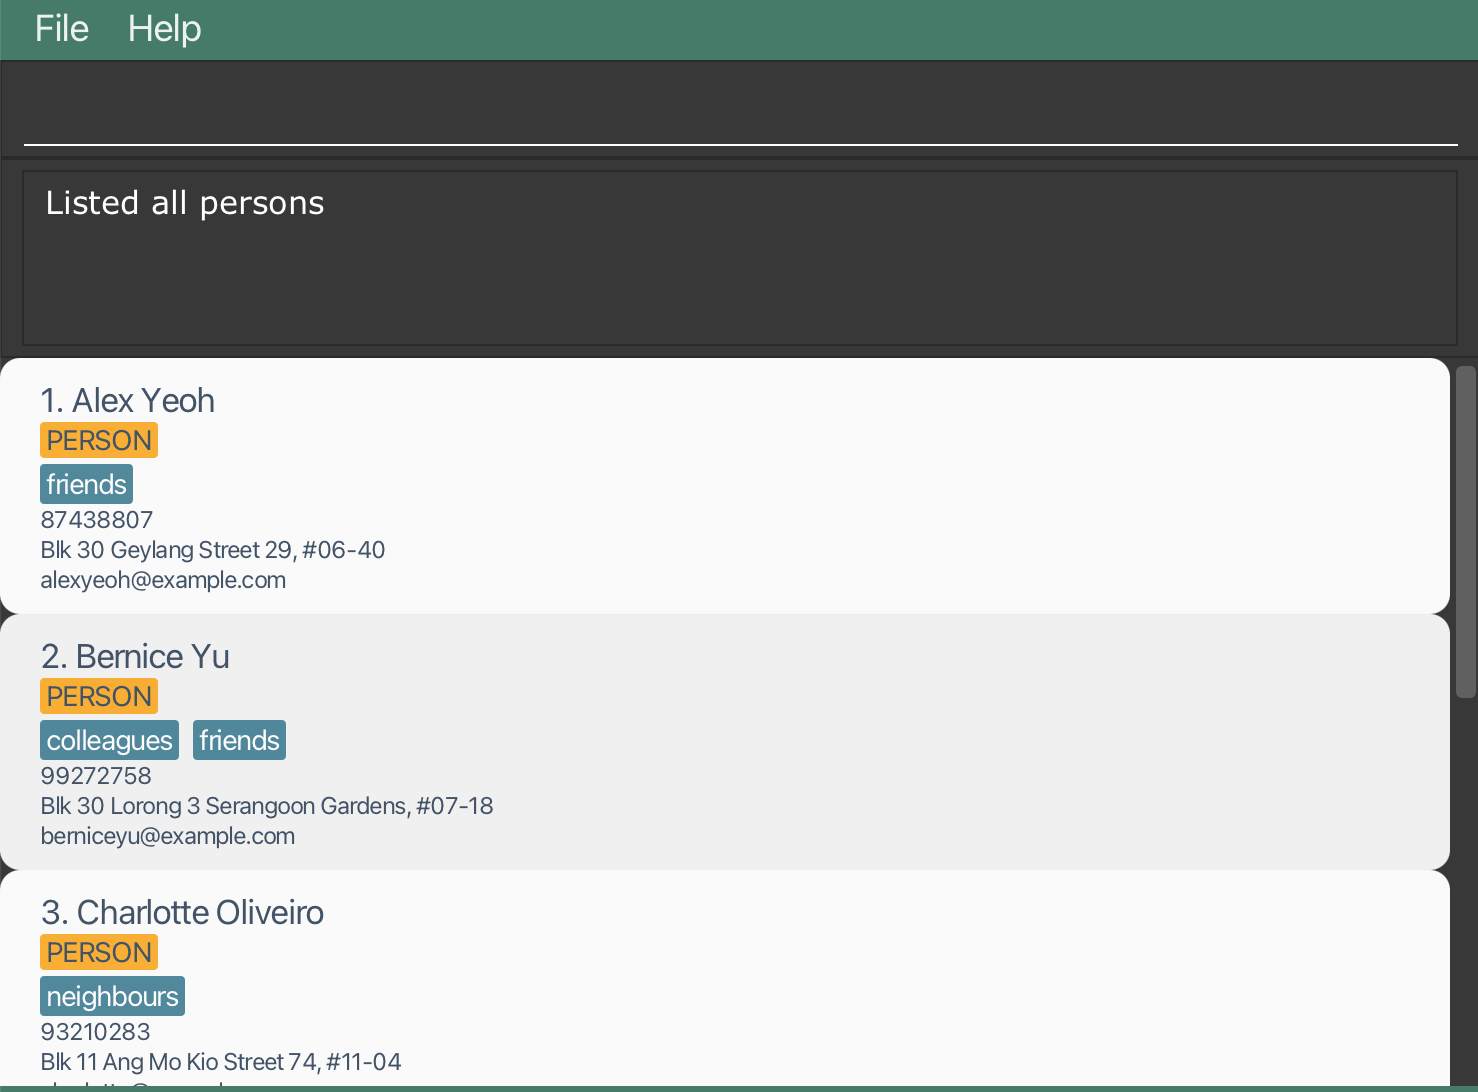 File Help
Listed all persons
1. Alex Yeoh
PERSON
friends
87438807
Blk 30 Geylang Street 29, #06-40
alexyeoh@example.com
2. Bernice Yu
PERSON
colleagues friends
99272758
Blk 30 Lorong 3 Serangoon Gardens, #07-18
berniceyu@example.com
3. Charlotte Oliveiro
PERSON
neighbours
93210283
Blk 11 Ang Mo Kio Street 74, #11-04